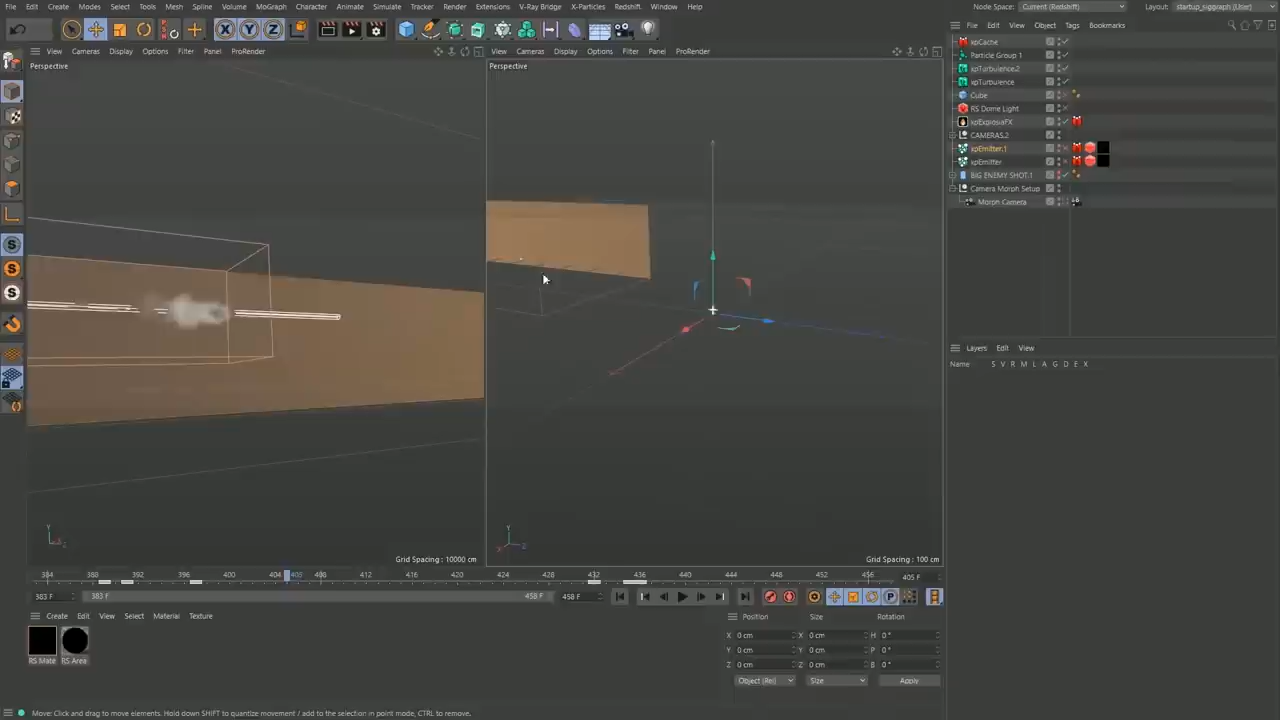 File Edit Create Modes Select Tools Mesh Spline Volume MoGraph Character Animate Simulate Tracker Render Extensions V-Ray Bridge X-Particles Redshift Window Help
Node Space: Current (Redshift) Layout: startup_siggraph (User)
X Y Z
File Edit View Object Tags Bookmarks
View Cameras Display Options Filter Panel ProRender
View Cameras Display Options Filter Panel ProRender
Perspective
Perspective
xpCache
Particle Group 1
xpTurbulence.2
xpTurbulence
Cube
RS Dome Light
xpExplosiaFX
CAMERAS.2
xpEmitter.1
xpEmitter
BIG ENEMY SHOT.1
Camera Morph Setup
Morph Camera
Layers Edit View
Name S V R M L A G D E X
S
S
S
Y
Z
Y
X Z
Grid Spacing : 10000 cm
Grid Spacing : 100 cm
384 388 392 396 400 404 405 408 412 416 420 424 428 432 436 440 444 448 452 456 405 F
383 F 383 F 458 F 458 F
P
Create Edit View Select Material Texture
RS Mate RS Area
Position Size Rotation
X 0 cm X 0 cm H 0 °
Y 0 cm Y 0 cm P 0 °
Z 0 cm Z 0 cm B 0 °
Object (Rel) Size Apply
Move: Click and drag to move elements. Hold down SHIFT to quantize movement / add to the selection in point mode, CTRL to remove.